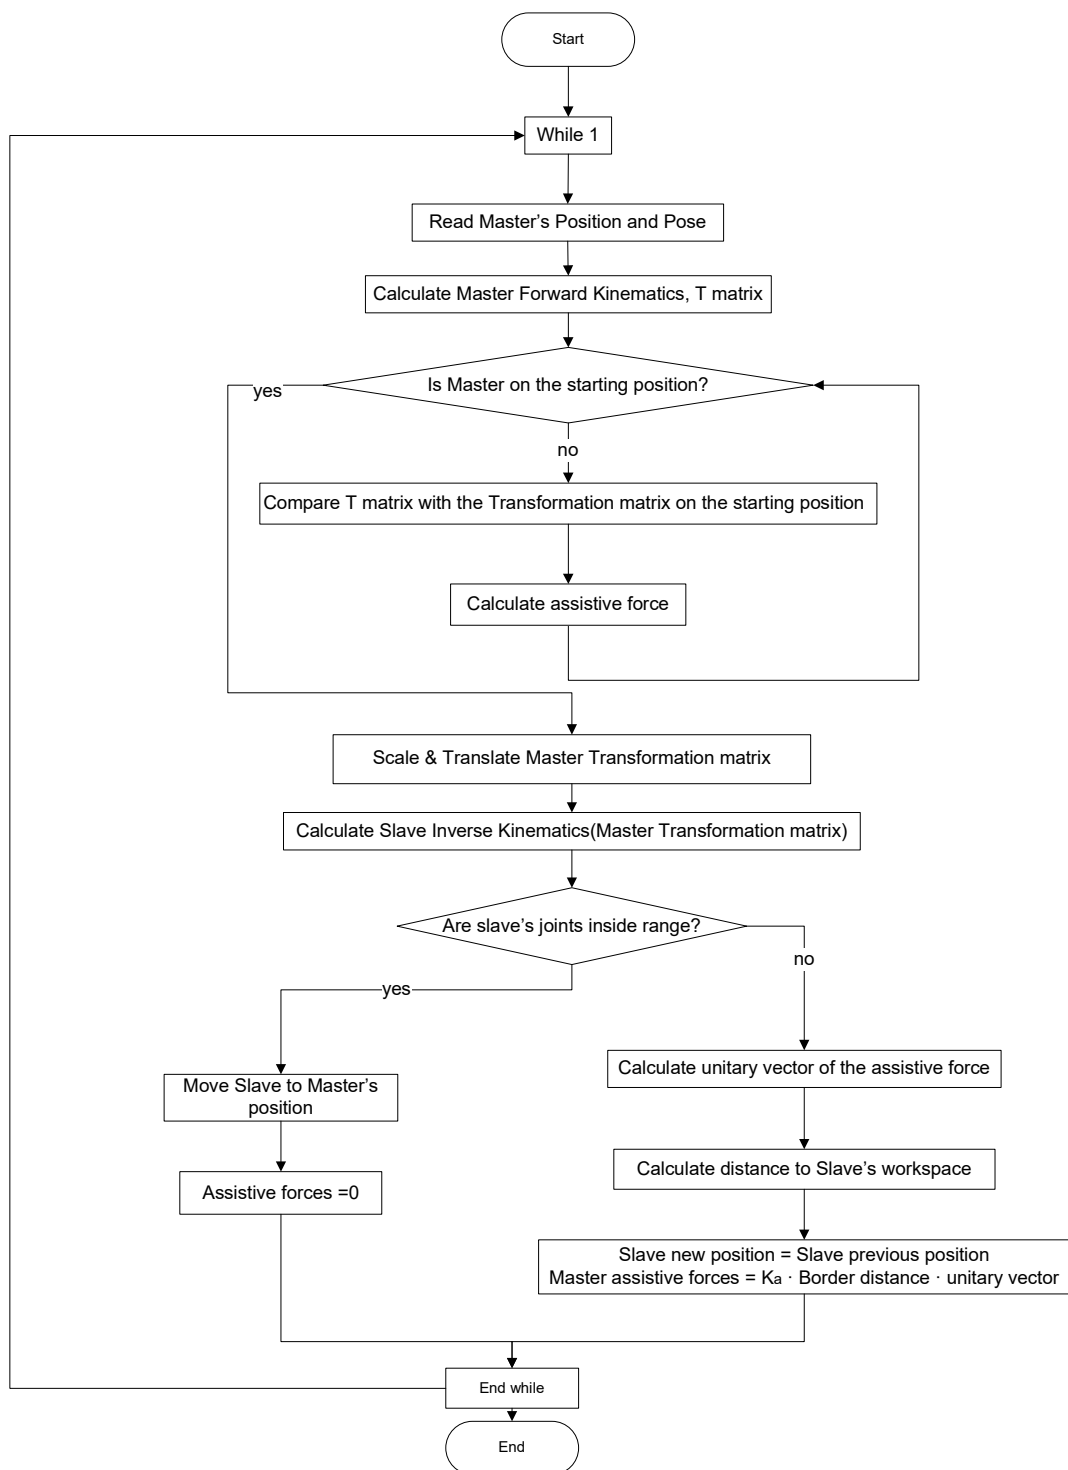 Start
While 1
Read Master’s Position and Pose
Calculate Master Forward Kinematics, T matrix
Is Master on the starting position?
yes
no
Compare T matrix with the Transformation matrix on the starting position
Calculate assistive force
Scale & Translate Master Transformation matrix
Calculate Slave Inverse Kinematics(Master Transformation matrix)
Are slave’s joints inside range?
no
yes
Calculate unitary vector of the assistive force
Move Slave to Master’s
position
Calculate distance to Slave’s workspace
Assistive forces =0
Slave new position = Slave previous position
Master assistive forces = Ka · Border distance · unitary vector
End while
End